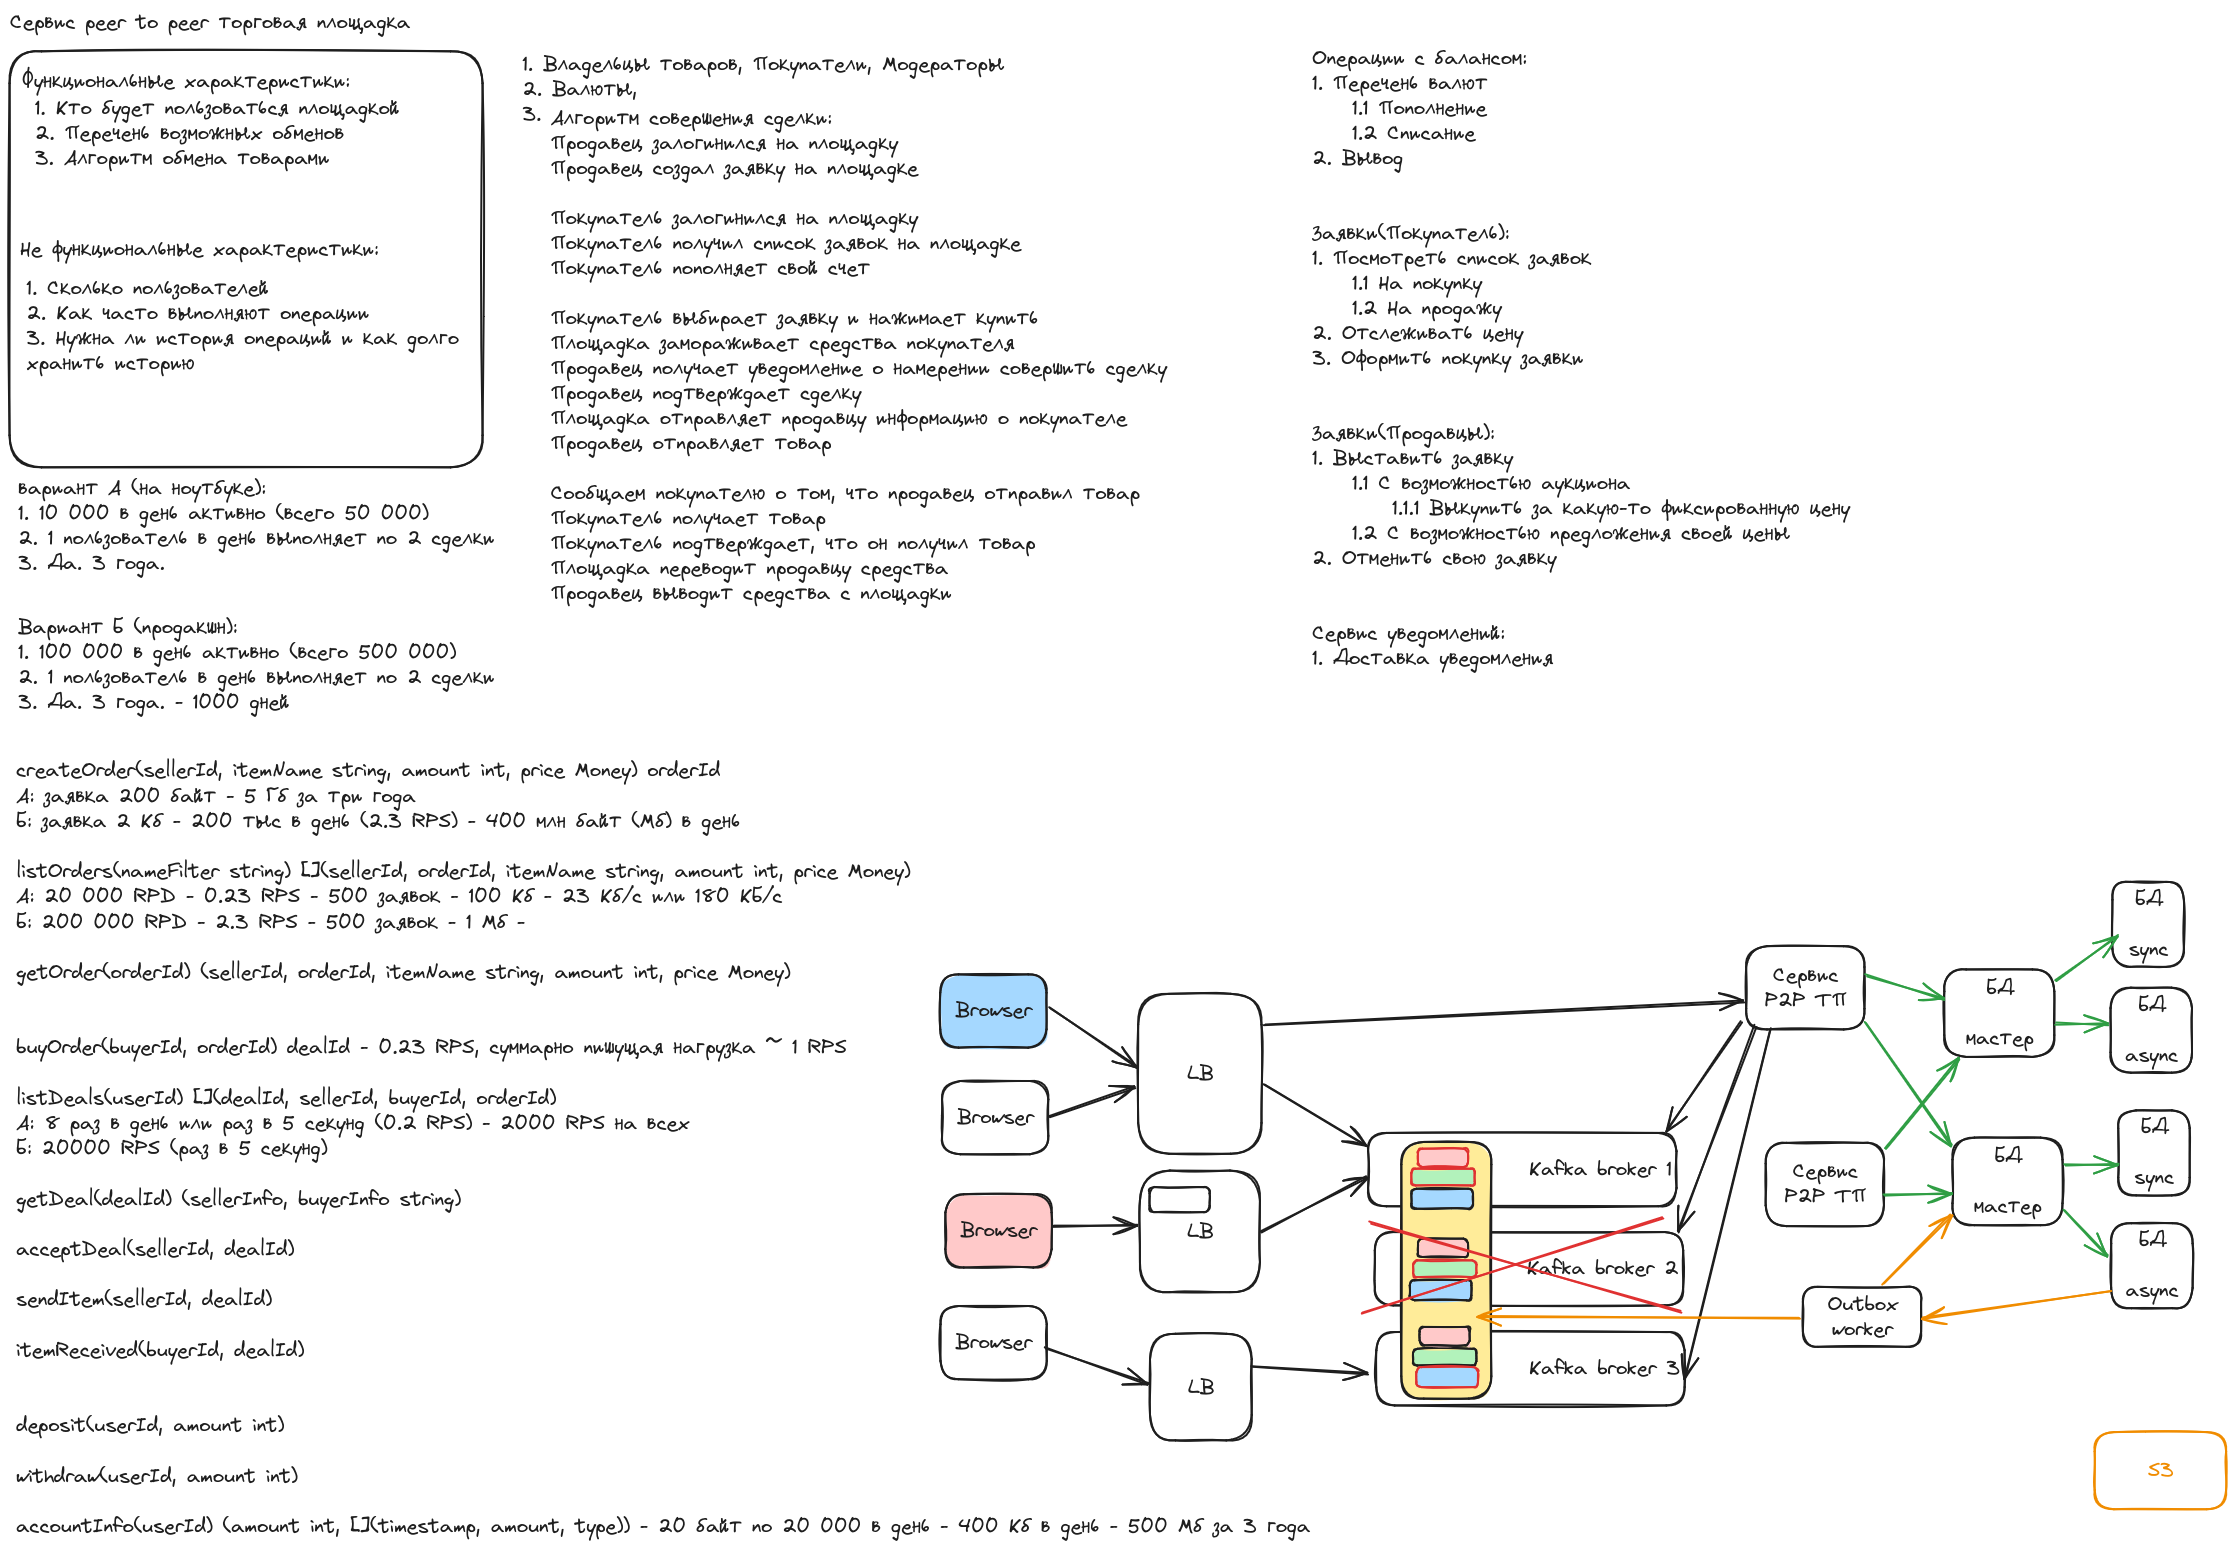 Сервис peer to peer торговая площадка
Функциональные характеристики:
1. Кто будет пользоваться площадкой
2. Перечень возможных обменов
3. Алгоритм обмена товарами
Не функциональные характеристики:
1. Сколько пользователей
2. Как часто выполняют операции
3. Нужна ли история операций и как долго
хранить историю
вариант А (на ноутбуке):
1. 10 000 в день активно (всего 50 000)
2. 1 пользователь в день выполняет по 2 сделки
3. Да. 3 года.
Вариант Б (продакшн):
1. 100 000 в день активно (всего 500 000)
2. 1 пользователь в день выполняет по 2 сделки
3. Да. 3 года. - 1000 дней
1. Владельцы товаров, Покупатели, Модераторы
2. Валюты,
3. Алгоритм совершения сделки:
Продавец залогинился на площадку
Продавец создал заявку на площадке
Покупатель залогинился на площадку
Покупатель получил список заявок на площадке
Покупатель пополняет свой счет
Покупатель выбирает заявку и нажимает купить
Площадка замораживает средства покупателя
Продавец получает уведомление о намерении совершить сделку
Продавец подтверждает сделку
Площадка отправляет продавцу информацию о покупателе
Продавец отправляет товар
Сообщаем покупателю о том, что продавец отправил товар
Покупатель получает товар
Покупатель подтверждает, что он получил товар
Площадка переводит продавцу средства
Продавец выводит средства с площадки
Операции с балансом:
1. Перечень валют
1.1 Пополнение
1.2 Списание
2. Вывод
Заявки(Покупатель):
1. Посмотреть список заявок
1.1 На покупку
1.2 На продажу
2. Отслеживать цену
3. Оформить покупку заявки
Заявки(Продавцы):
1. Выставить заявку
1.1 С возможностью аукциона
1.1.1 Выкупить за какую-то фиксированную цену
1.2 С возможностью предложения своей цены
2. Отменить свою заявку
Сервис уведомлений:
1. Доставка уведомления
createOrder(sellerId, itemName string, amount int, price Money) orderId
А: заявка 200 байт - 5 Гб за три года
Б: заявка 2 Кб - 200 тыс в день (2.3 RPS) - 400 млн байт (Мб) в день
listOrders(nameFilter string) [](sellerId, orderId, itemName string, amount int, price Money)
А: 20 000 RPD - 0.23 RPS - 500 заявок - 100 Кб - 23 Кб/с или 180 КБ/с
Б: 200 000 RPD - 2.3 RPS - 500 заявок - 1 Мб -
getOrder(orderId) (sellerId, orderId, itemName string, amount int, price Money)
buyOrder(buyerId, orderId) dealId - 0.23 RPS, суммарно пишущая нагрузка ~ 1 RPS
listDeals(userId) [](dealId, sellerId, buyerId, orderId)
А: 8 раз в день или раз в 5 секунд (0.2 RPS) - 2000 RPS на всех
Б: 20000 RPS (раз в 5 секунд)
getDeal(dealId) (sellerInfo, buyerInfo string)
acceptDeal(sellerId, dealId)
sendItem(sellerId, dealId)
itemReceived(buyerId, dealId)
deposit(userId, amount int)
withdraw(userId, amount int)
accountInfo(userId) (amount int, [](timestamp, amount, type)) - 20 байт по 20 000 в день - 400 Кб в день - 500 Мб за 3 года
Browser
Browser
Browser
Browser
LB
LB
LB
Kafka broker 1
Kafka broker 2
Kafka broker 3
Сервис
P2P ТП
Сервис
P2P ТП
БД
мастер
БД
мастер
БД
sync
БД
async
БД
sync
БД
async
Outbox
worker
S3